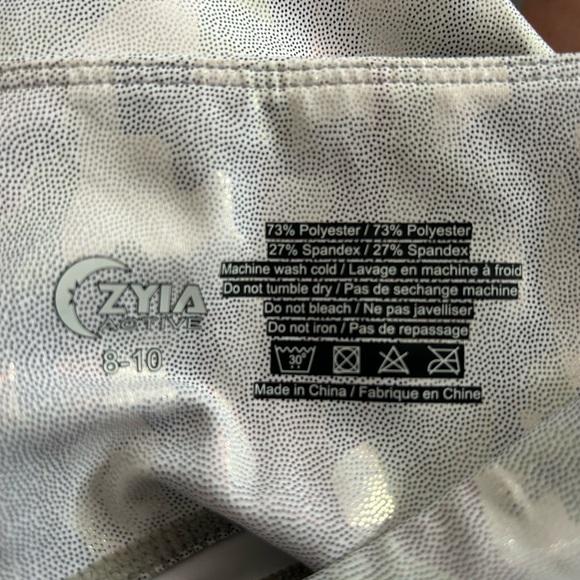 ZYIA
ACTIVE
8-10
73% Polyester / 73% Polyester
27% Spandex / 27% Spandex
Machine wash cold / Lavage en machine à froid
Do not tumble dry / Pas de sechange machine
Do not bleach / Ne pas javelliser
Do not iron / Pas de repassage
30°
Made in China / Fabrique en Chine